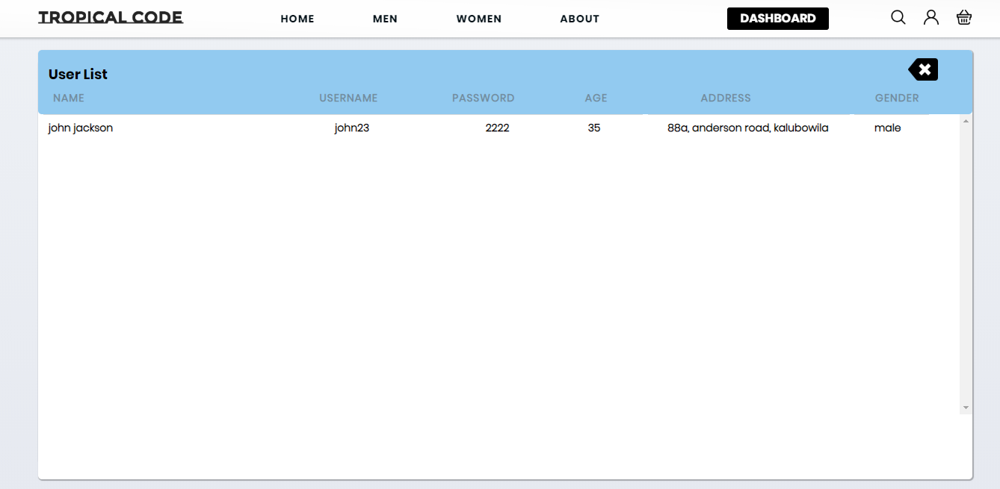 TROPICAL CODE HOME MEN WOMEN ABOUT DASHBOARD
User List
NAME USERNAME PASSWORD AGE ADDRESS GENDER
john jackson john23 2222 35 88a, anderson road, kalubowila male